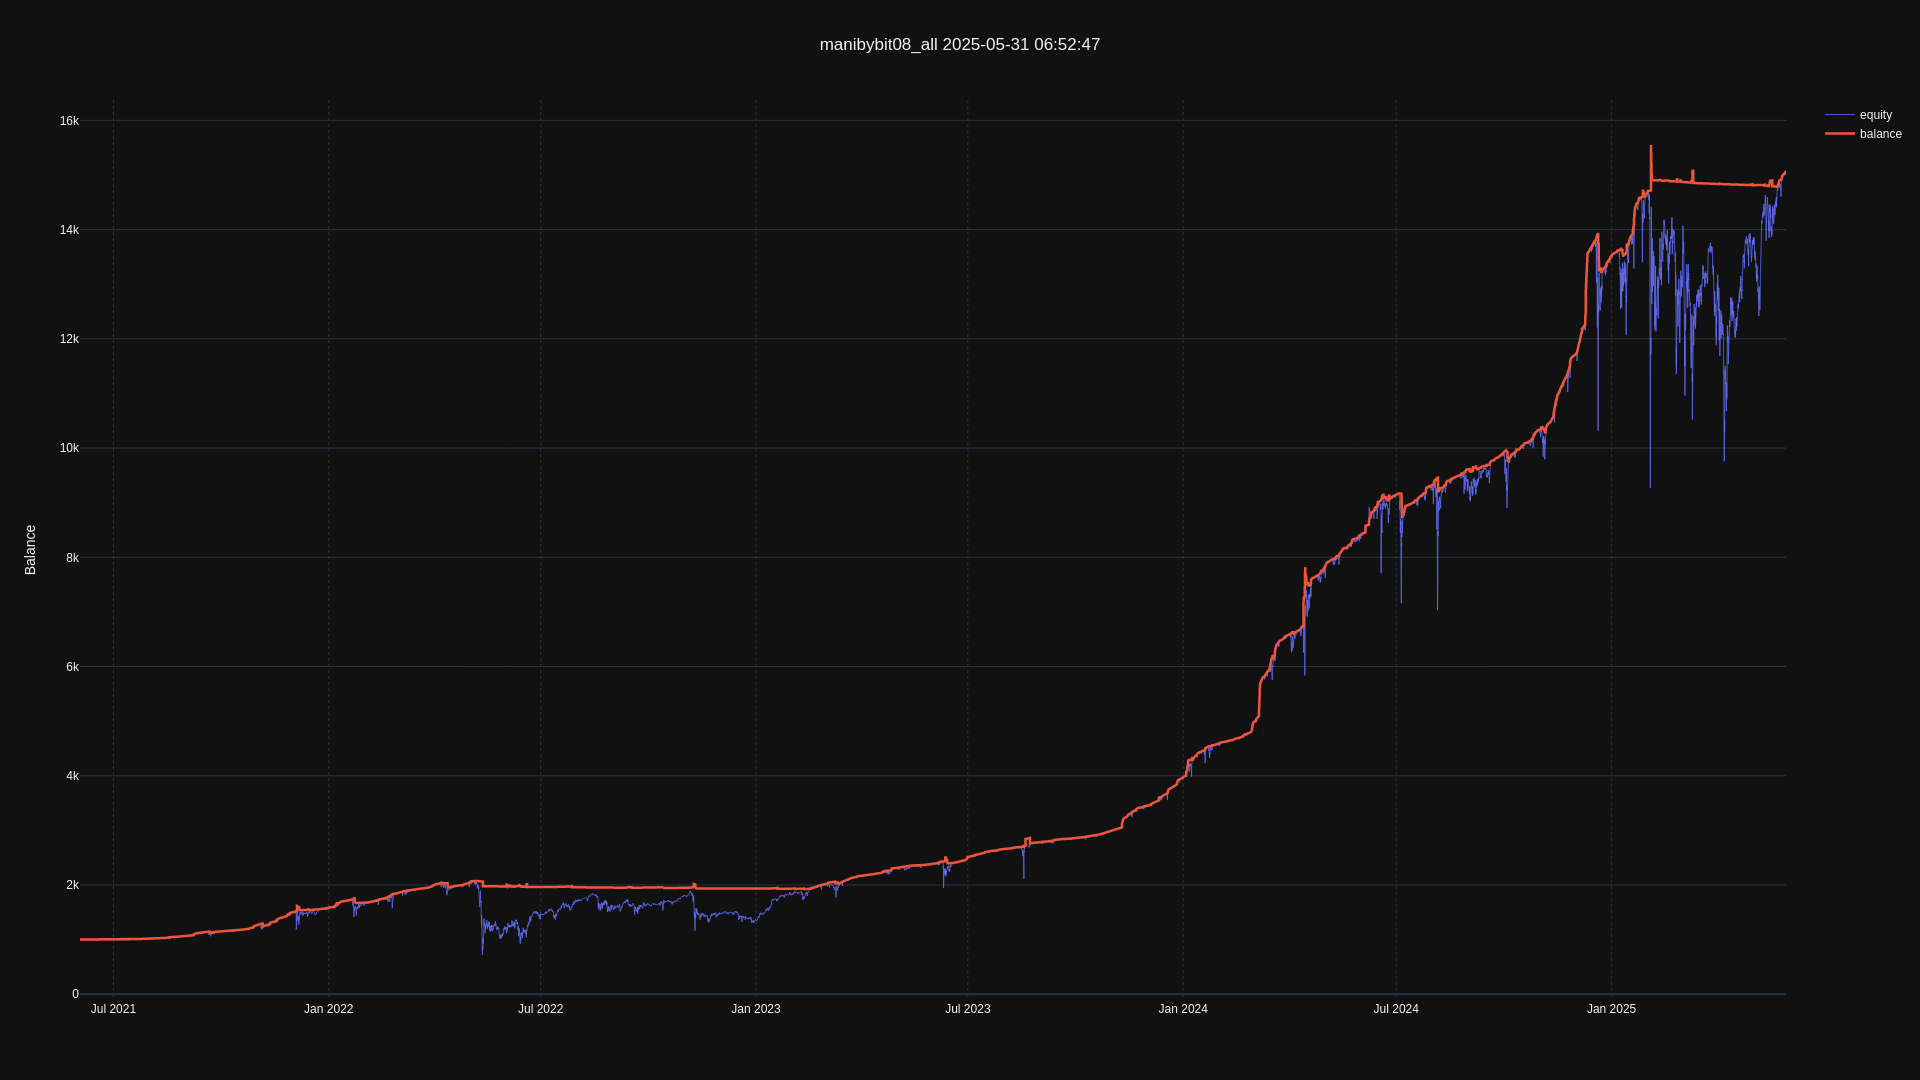 manibybit08_all 2025-05-31 06:52:47
equity
balance
16k
14k
12k
10k
8k
6k
4k
2k
0
Balance
Jul 2021
Jan 2022
Jul 2022
Jan 2023
Jul 2023
Jan 2024
Jul 2024
Jan 2025